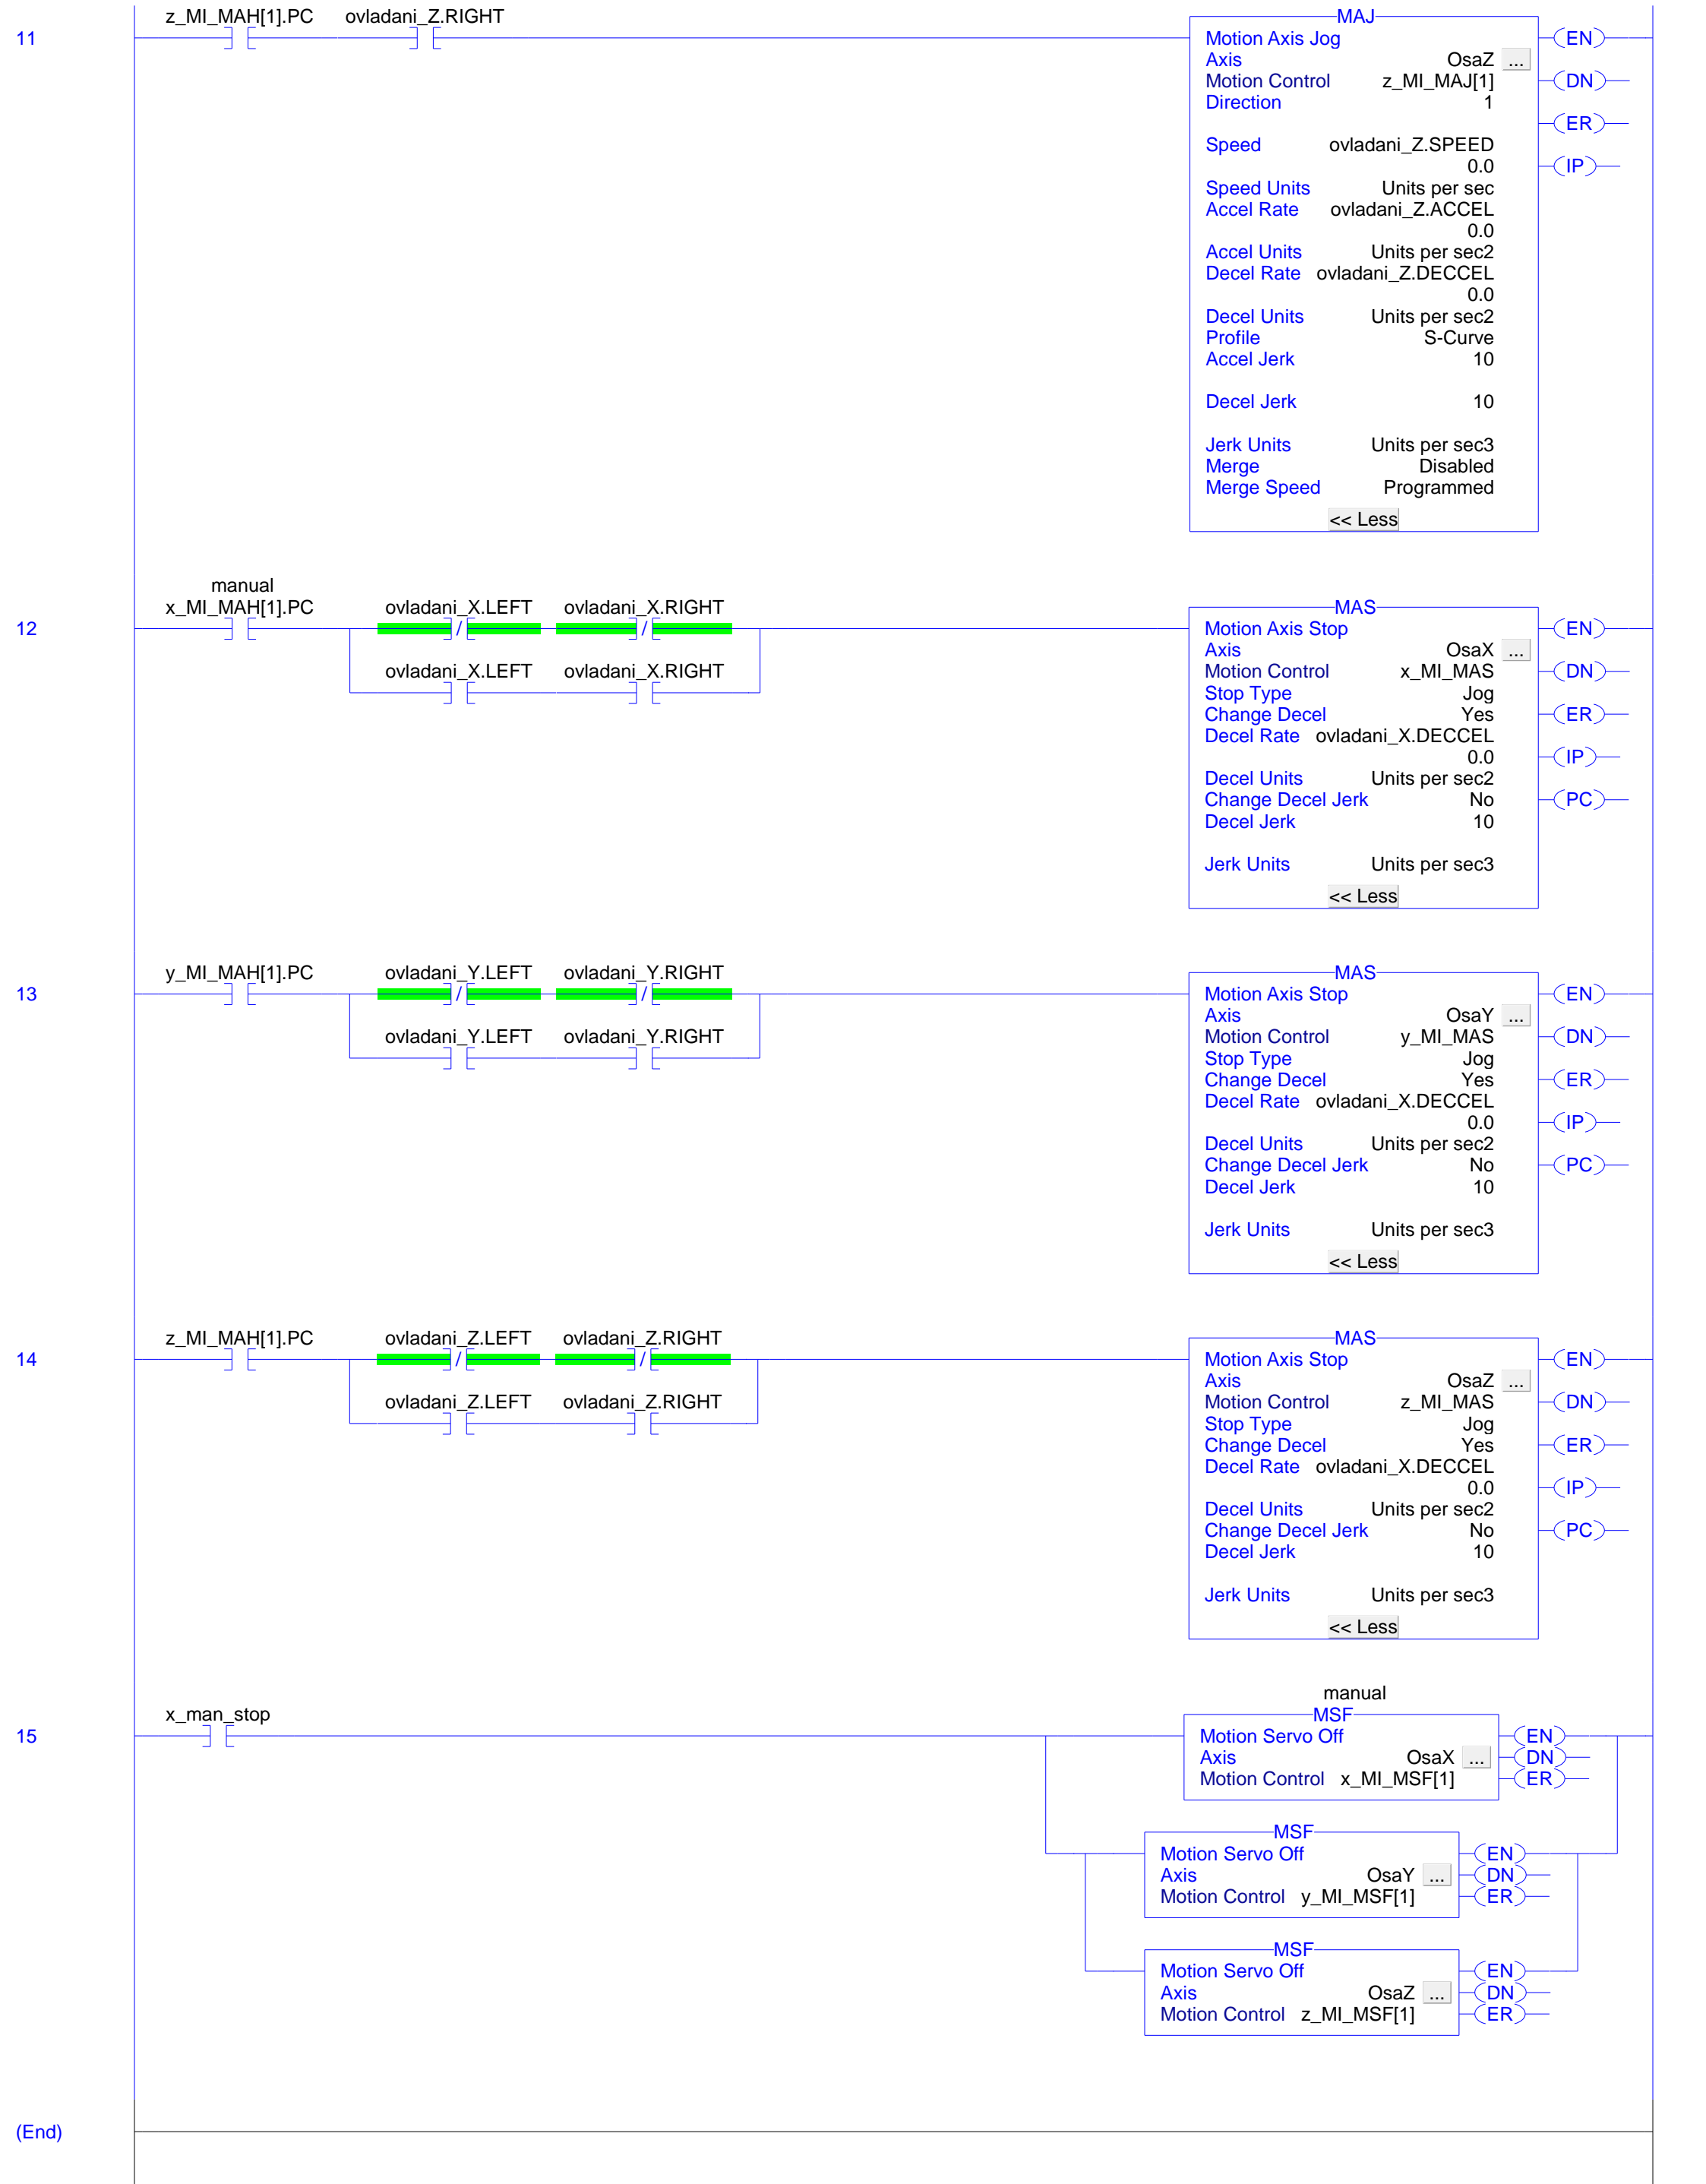 z_MI_MAH[1].PC ovladani_Z.RIGHT
11
MAJ
Motion Axis Jog
Axis OsaZ ...
Motion Control z_MI_MAJ[1]
Direction 1
Speed ovladani_Z.SPEED
0.0
Speed Units Units per sec
Accel Rate ovladani_Z.ACCEL
0.0
Accel Units Units per sec2
Decel Rate ovladani_Z.DECCEL
0.0
Decel Units Units per sec2
Profile S-Curve
Accel Jerk 10
Decel Jerk 10
Jerk Units Units per sec3
Merge Disabled
Merge Speed Programmed
<< Less
EN
DN
ER
IP
manual
x_MI_MAH[1].PC ovladani_X.LEFT ovladani_X.RIGHT
12
/ /
ovladani_X.LEFT ovladani_X.RIGHT
MAS
Motion Axis Stop
Axis OsaX ...
Motion Control x_MI_MAS
Stop Type Jog
Change Decel Yes
Decel Rate ovladani_X.DECCEL
0.0
Decel Units Units per sec2
Change Decel Jerk No
Decel Jerk 10
Jerk Units Units per sec3
<< Less
EN
DN
ER
IP
PC
y_MI_MAH[1].PC ovladani_Y.LEFT ovladani_Y.RIGHT
13
/ /
ovladani_Y.LEFT ovladani_Y.RIGHT
MAS
Motion Axis Stop
Axis OsaY ...
Motion Control y_MI_MAS
Stop Type Jog
Change Decel Yes
Decel Rate ovladani_X.DECCEL
0.0
Decel Units Units per sec2
Change Decel Jerk No
Decel Jerk 10
Jerk Units Units per sec3
<< Less
EN
DN
ER
IP
PC
z_MI_MAH[1].PC ovladani_Z.LEFT ovladani_Z.RIGHT
14
/ /
ovladani_Z.LEFT ovladani_Z.RIGHT
MAS
Motion Axis Stop
Axis OsaZ ...
Motion Control z_MI_MAS
Stop Type Jog
Change Decel Yes
Decel Rate ovladani_X.DECCEL
0.0
Decel Units Units per sec2
Change Decel Jerk No
Decel Jerk 10
Jerk Units Units per sec3
<< Less
EN
DN
ER
IP
PC
x_man_stop
15
manual
MSF
Motion Servo Off
Axis OsaX ...
Motion Control x_MI_MSF[1]
EN
DN
ER
MSF
Motion Servo Off
Axis OsaY ...
Motion Control y_MI_MSF[1]
EN
DN
ER
MSF
Motion Servo Off
Axis OsaZ ...
Motion Control z_MI_MSF[1]
EN
DN
ER
(End)